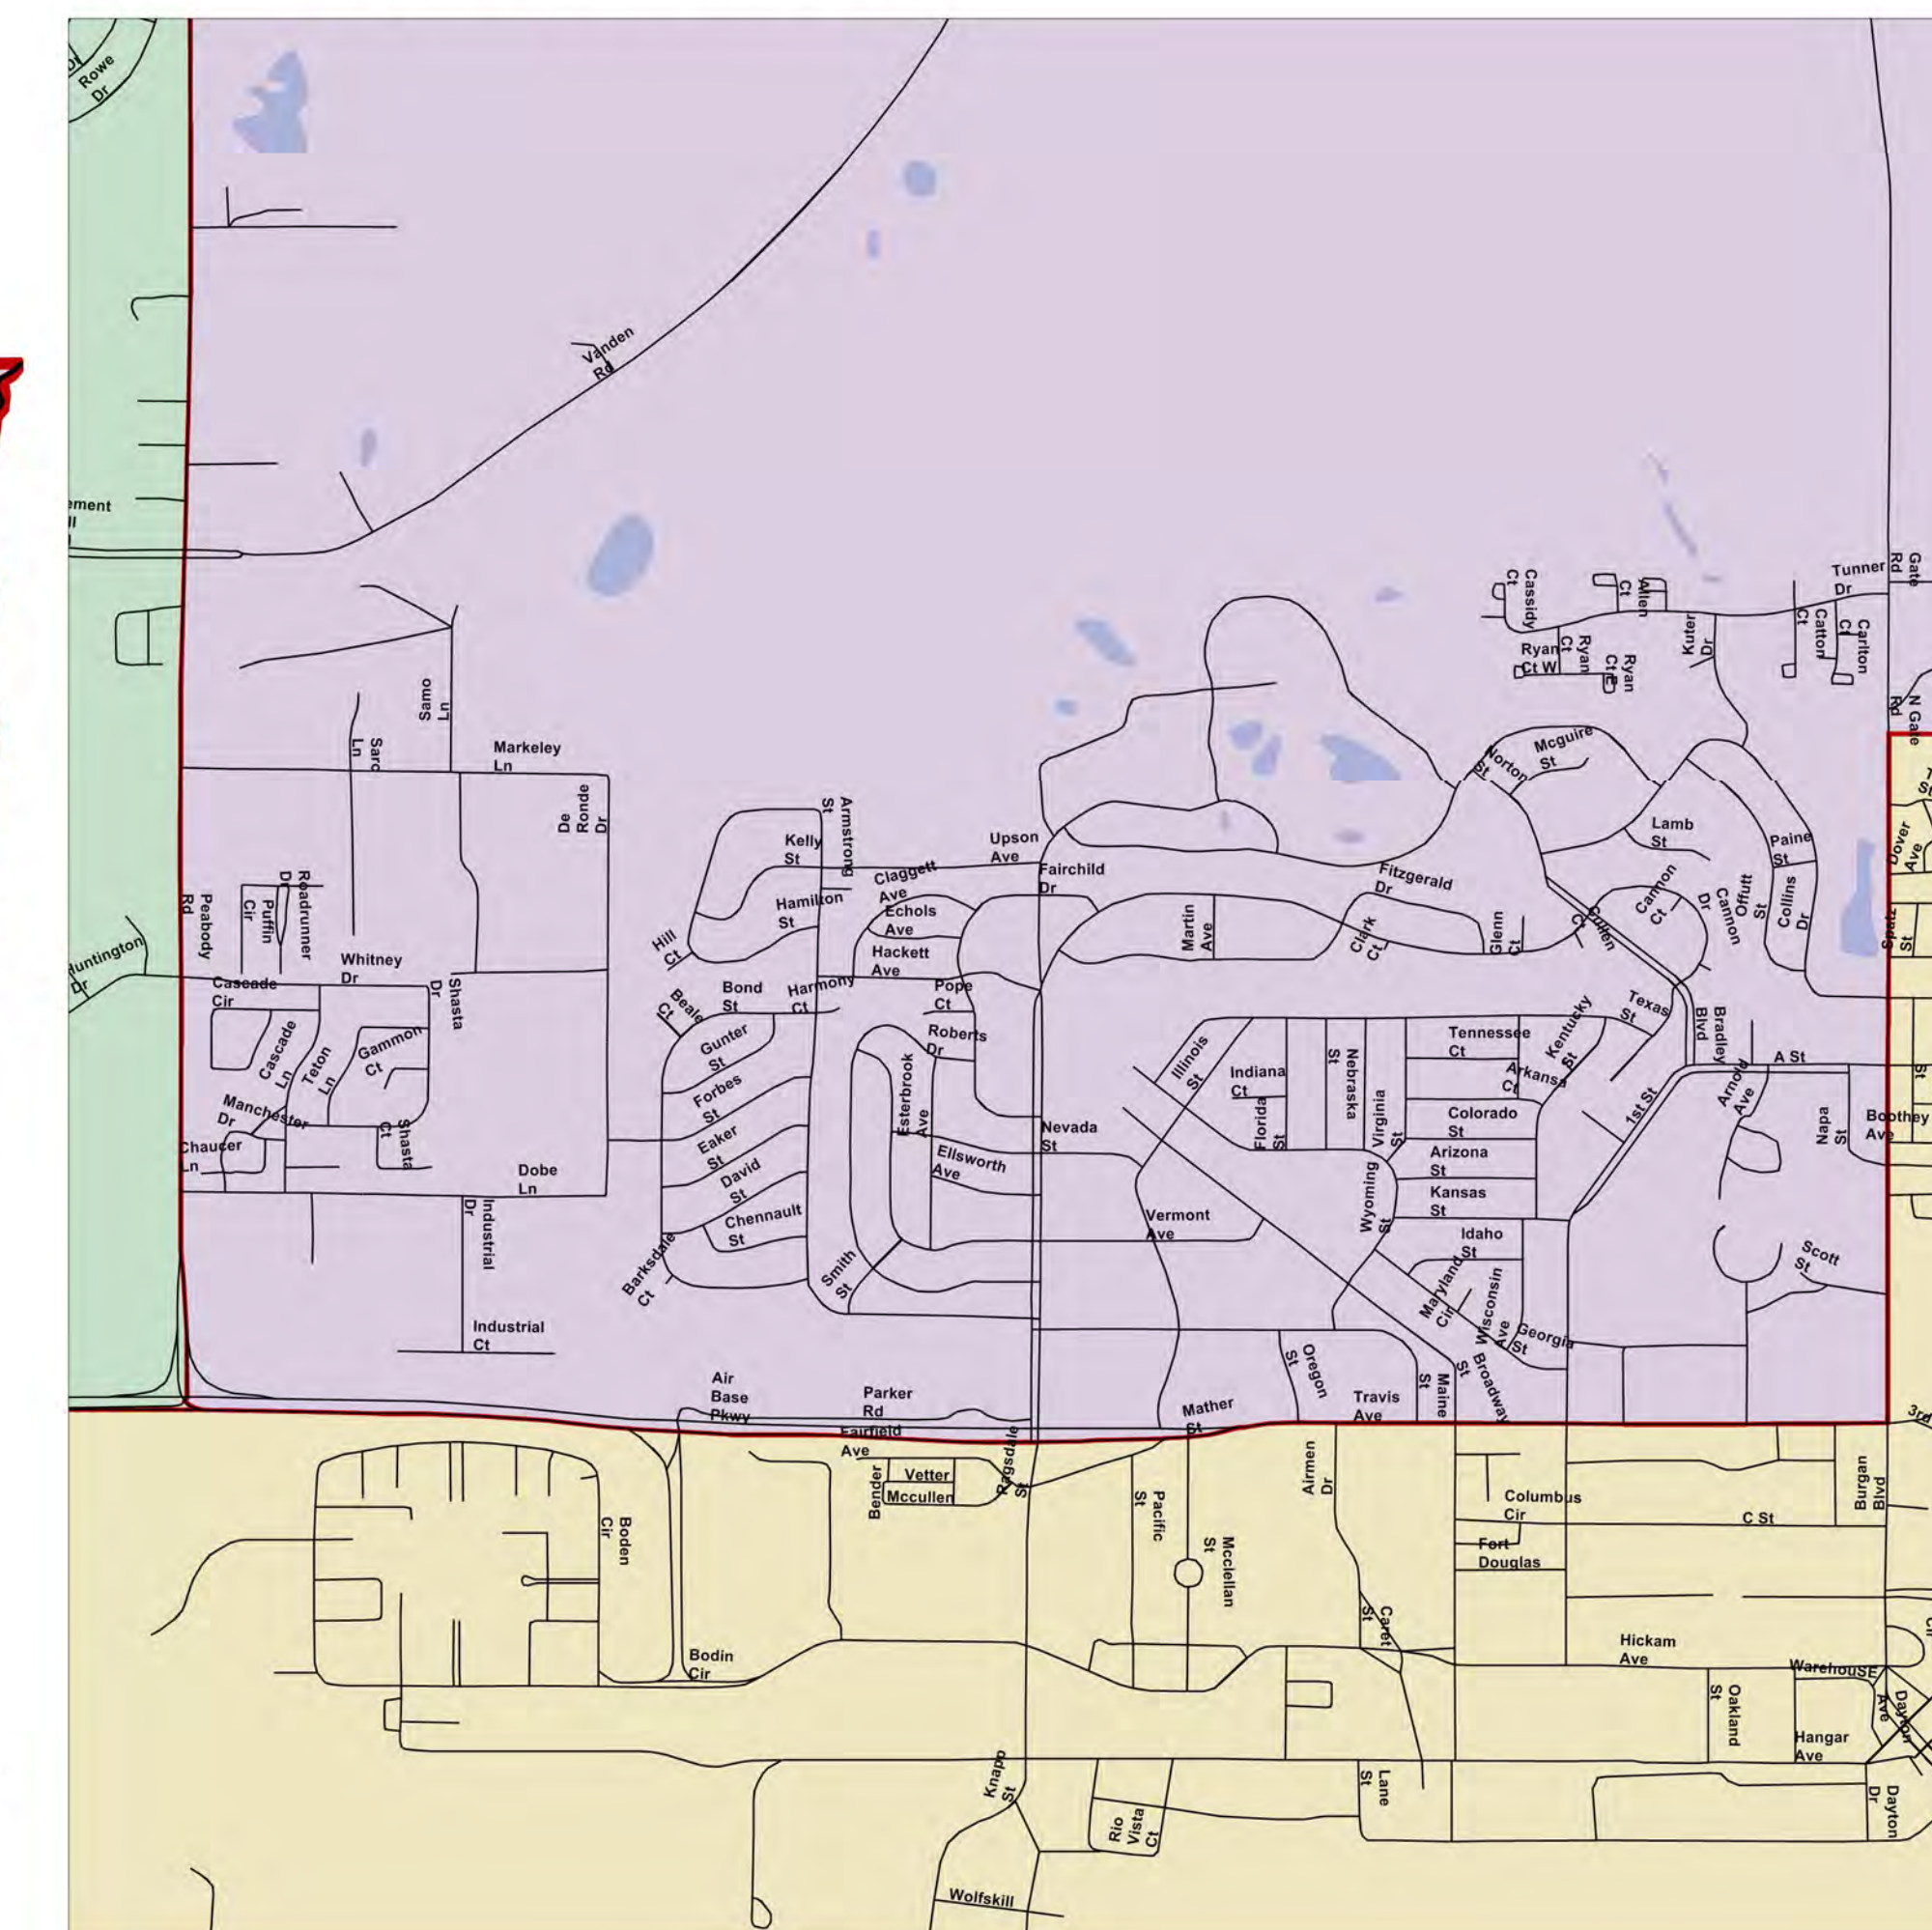 Dr
Rowe
Dr
Vanden
Rd
ement
ll
Gate
Rd
Tunner
Dr
Cassidy
Ct
Allen
Ct
Knter
Dr
Catton
Ct
Carlton
Ct
Ryan
Ct W
Ryan
Ct
Ryan
Ct E
N Gate
Rd
Samo
Ln
Sarc
Ln
Markeley
Ln
De
Ronde
Dr
Norton
St
Mcguire
St
Armstrong
St
Kelly
St
Upson
Ave
Lamb
St
Paine
St
Dover
Ave
Claggett
Ave
Fairchild
Dr
Fitzgerald
Dr
Peabody
Rd
Roadrunner
Dr
Puffin
Cir
Hamilton
St
Echols
Ave
Hackett
Ave
Martin
Ave
Clark
Ct
Glenn
Ct
Cullen
Ct
Cannon
Ct
Cannon
Dr
Offutt
St
Collins
Dr
Spatz
St
Huntington
Dr
Hill
Ct
Whitney
Dr
Cascade
Cir
Shasta
Dr
Beale
Ct
Bond
St
Harmony
Ct
Pope
Ct
Texas
St
Bradley
Blvd
Cascade
Ln
Teton
Ln
Gammon
Ct
Gunter
St
Roberts
Dr
Illinois
St
Indiana
Ct
Nebraska
St
Tennessee
Ct
Kentucky
St
Arkansa
Ct
A St
St
Manchester
Dr
Forbes
St
Esterbrook
Ave
Nevada
St
Florida
St
Virginia
St
Colorado
St
1st St
Arnold
Ave
Napa
St
Boothey
Ave
Chaucer
Ln
Shasta
Ct
Eaker
St
Ellsworth
Ave
Arizona
St
Dobe
Ln
David
St
Wyoming
St
Kansas
St
Industrial
Dr
Chennault
St
Vermont
Ave
Idaho
St
Scott
St
Barksdale
Ct
Smith
St
Maryland
Cir
Wisconsin
Ave
Georgia
St
Industrial
Ct
Oregon
St
Air
Base
Pkwy
Parker
Rd
Mather
St
Travis
Ave
Maine
St
Broadway
St
3rd
Fairfield
Ave
Ragsdale
St
Bender
Vetter
Mccullen
Airmen
Dr
Burgan
Blvd
Pacific
St
Columbus
Cir
C St
Boden
Cir
Mcclellan
St
Fort
Douglas
Caret
St
Bodin
Cir
Hickam
Ave
WarehouSE
Oakland
St
Dayton
Ave
Hangar
Ave
Knapp
St
Lane
St
Dayton
Dr
Rio
Vista
Ct
Wolfskill